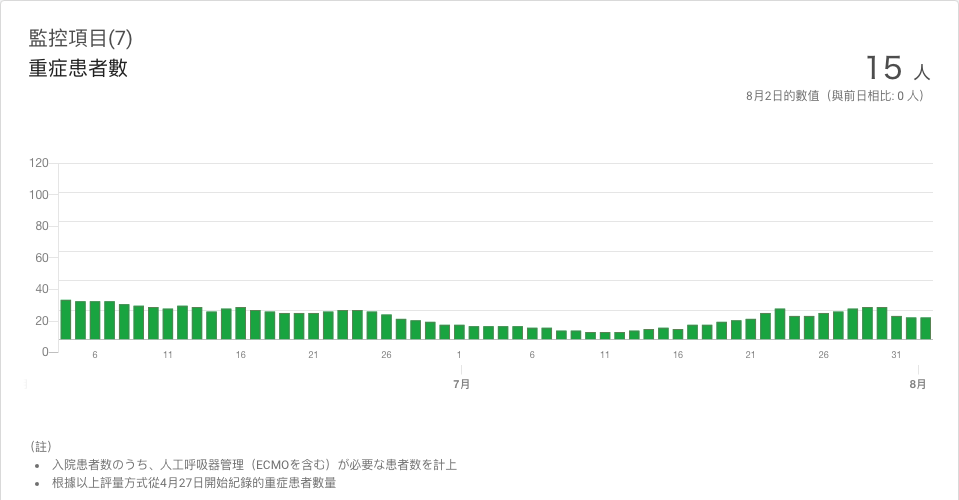 監控項目(7)
重症患者數
15 人
8月2日的數值（與前日相比: 0 人）
120
100
80
60
40
20
0
6 11 16 21 26 1 6 11 16 21 26 31
7月 8月
（註）
• 入院患者数のうち、人工呼吸器管理（ECMOを含む）が必要な患者数を計上
• 根據以上評量方式從4月27日開始紀錄的重症患者數量